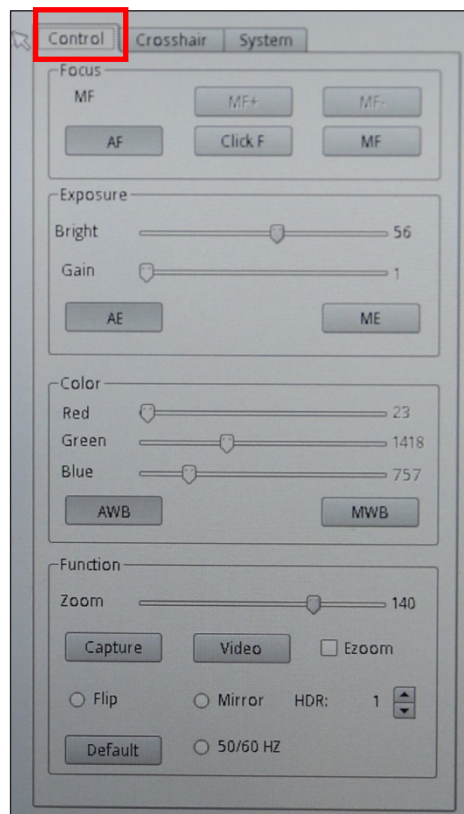 Control Crosshair System
Focus
MF MF+ MF-
AF Click F MF
Exposure
Bright 56
Gain 1
AE ME
Color
Red 23
Green 1418
Blue 757
AWB MWB
Function
Zoom 140
Capture Video Ezoom
Flip Mirror HDR: 1
Default 50/60 HZ